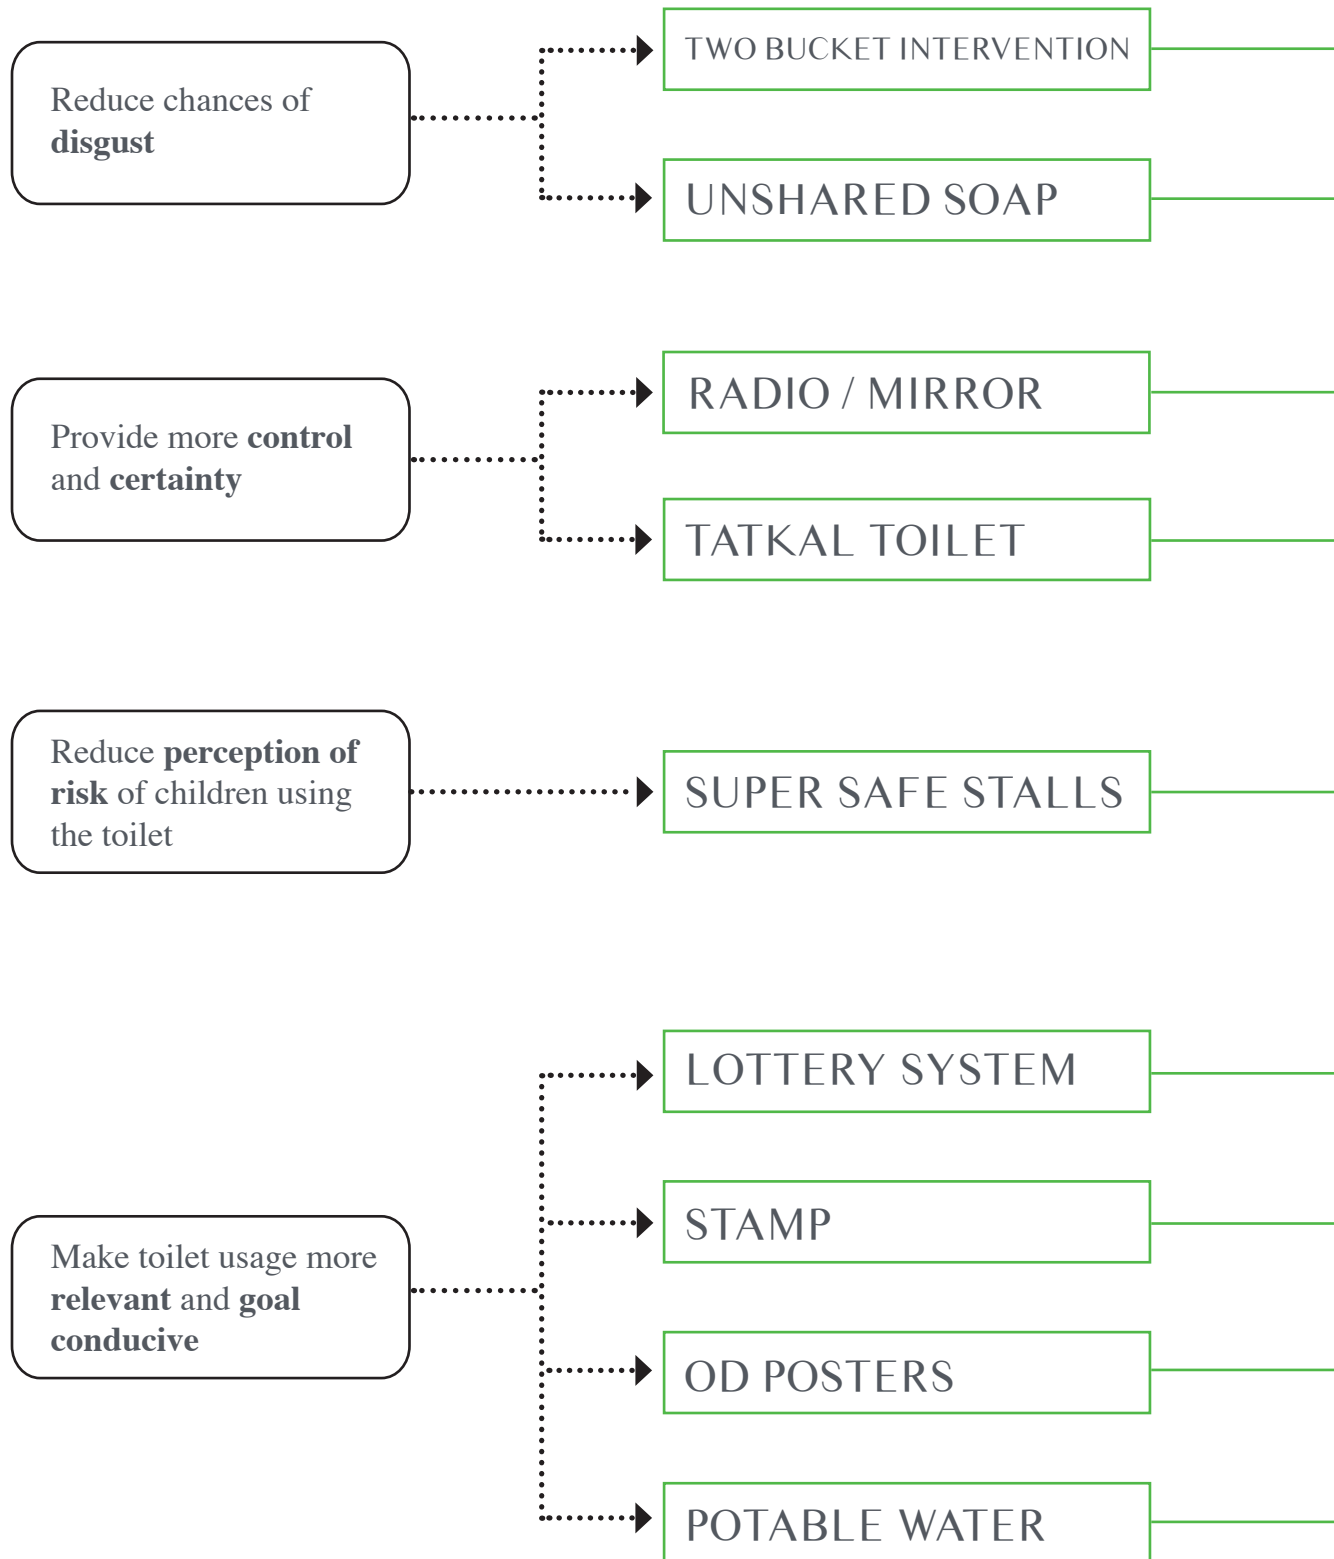 Reduce chances of
disgust
TWO BUCKET INTERVENTION
UNSHARED SOAP
Provide more control
and certainty
RADIO / MIRROR
TATKAL TOILET
Reduce perception of
risk of children using
the toilet
SUPER SAFE STALLS
Make toilet usage more
relevant and goal
conducive
LOTTERY SYSTEM
STAMP
OD POSTERS
POTABLE WATER